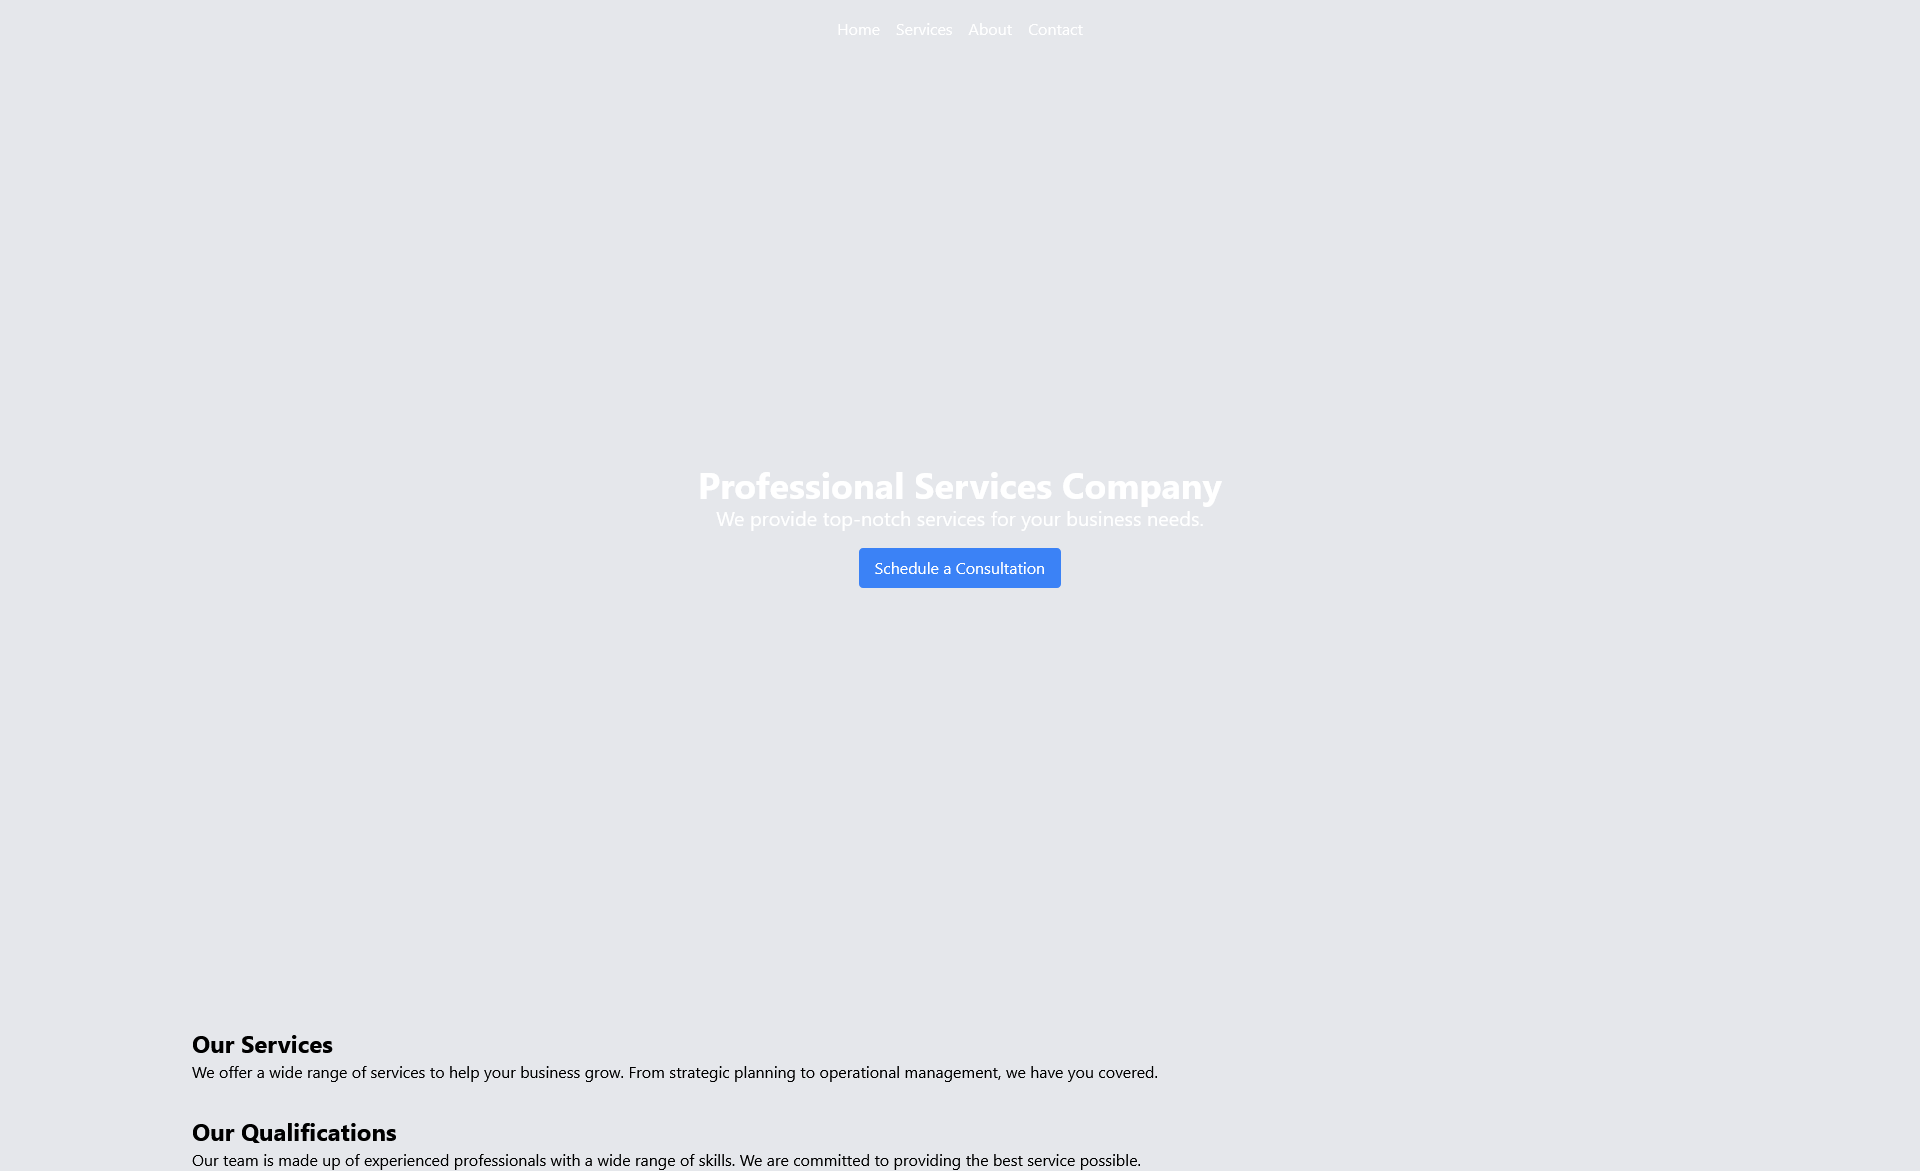 Home Services About Contact
Professional Services Company
We provide top-notch services for your business needs.
Schedule a Consultation
Our Services
We offer a wide range of services to help your business grow. From strategic planning to operational management, we have you covered.
Our Qualifications
Our team is made up of experienced professionals with a wide range of skills. We are committed to providing the best service possible.